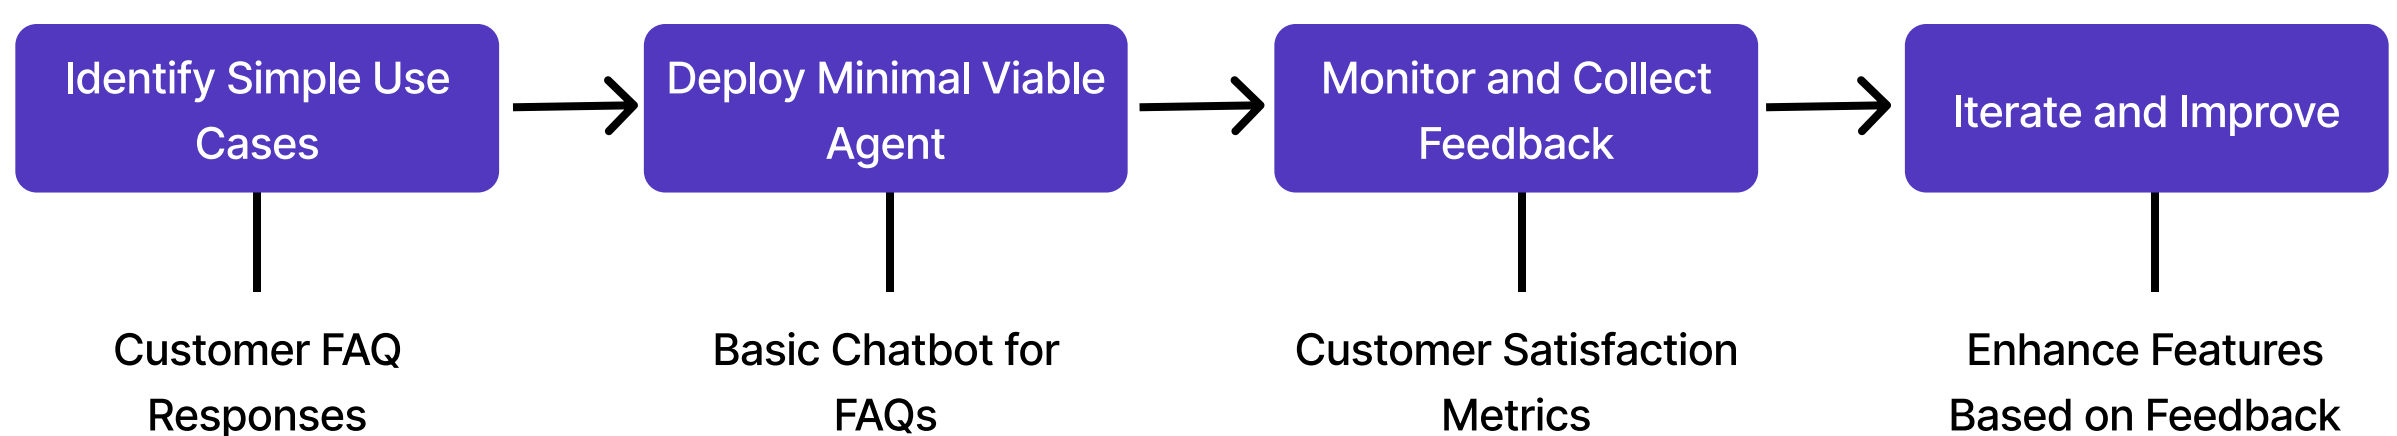 Identify Simple Use
Cases
Deploy Minimal Viable
Agent
Monitor and Collect
Feedback
Iterate and Improve
Customer FAQ
Responses
Basic Chatbot for
FAQs
Customer Satisfaction
Metrics
Enhance Features
Based on Feedback